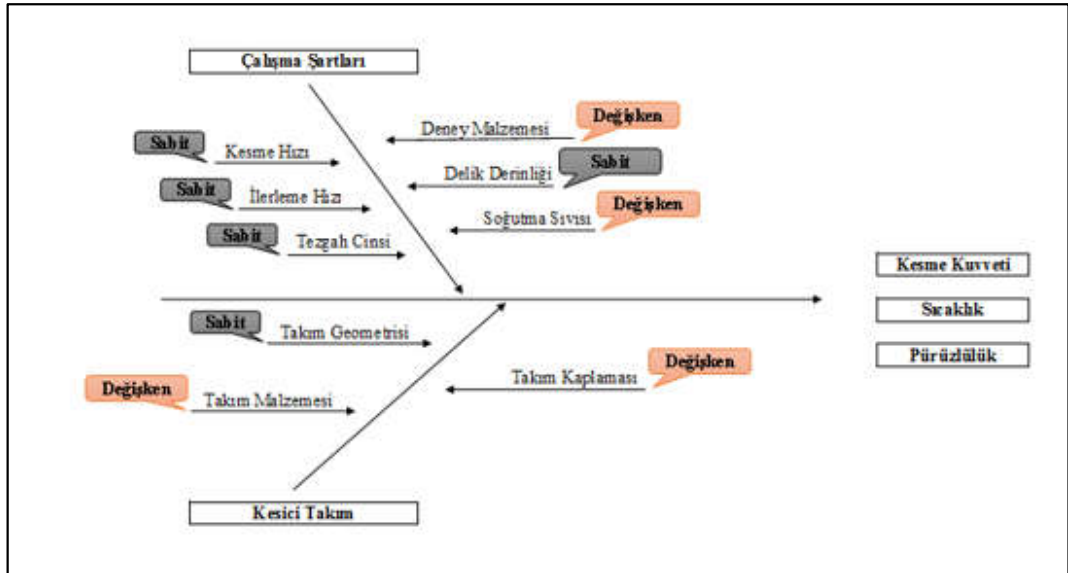 Çalışma Şartları
Değişken
Deney Malzemesi
Sabit
Kesme Hızı
Sabit
Delik Derinliği
Sabit
İlerleme Hızı
Değişken
Soğutma Sıvısı
Sabit
Tezgah Cinsi
Kesme Kuvveti
Sıcaklık
Pürüzlülük
Sabit
Takım Geometrisi
Değişken
Takım Kaplaması
Değişken
Takım Malzemesi
Kesici Takım